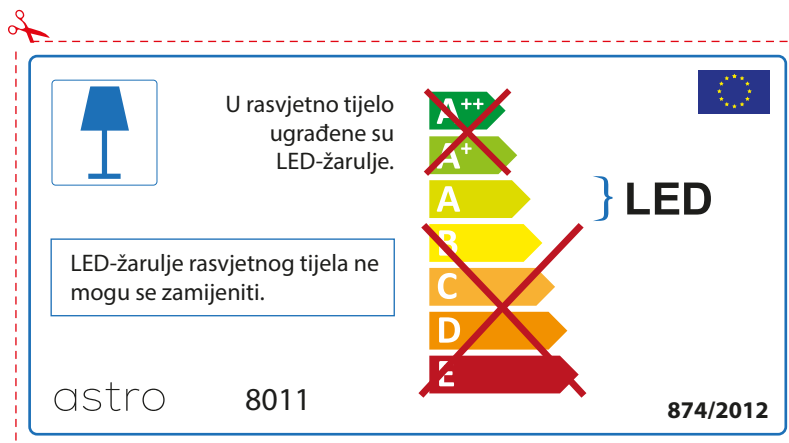 U rasvjetno tijelo
ugrađene su
LED-žarulje.
LED-žarulje rasvjetnog tijela ne
mogu se zamijeniti.
A++
A+
A
B
C
D
E
LED
astro
8011
874/2012